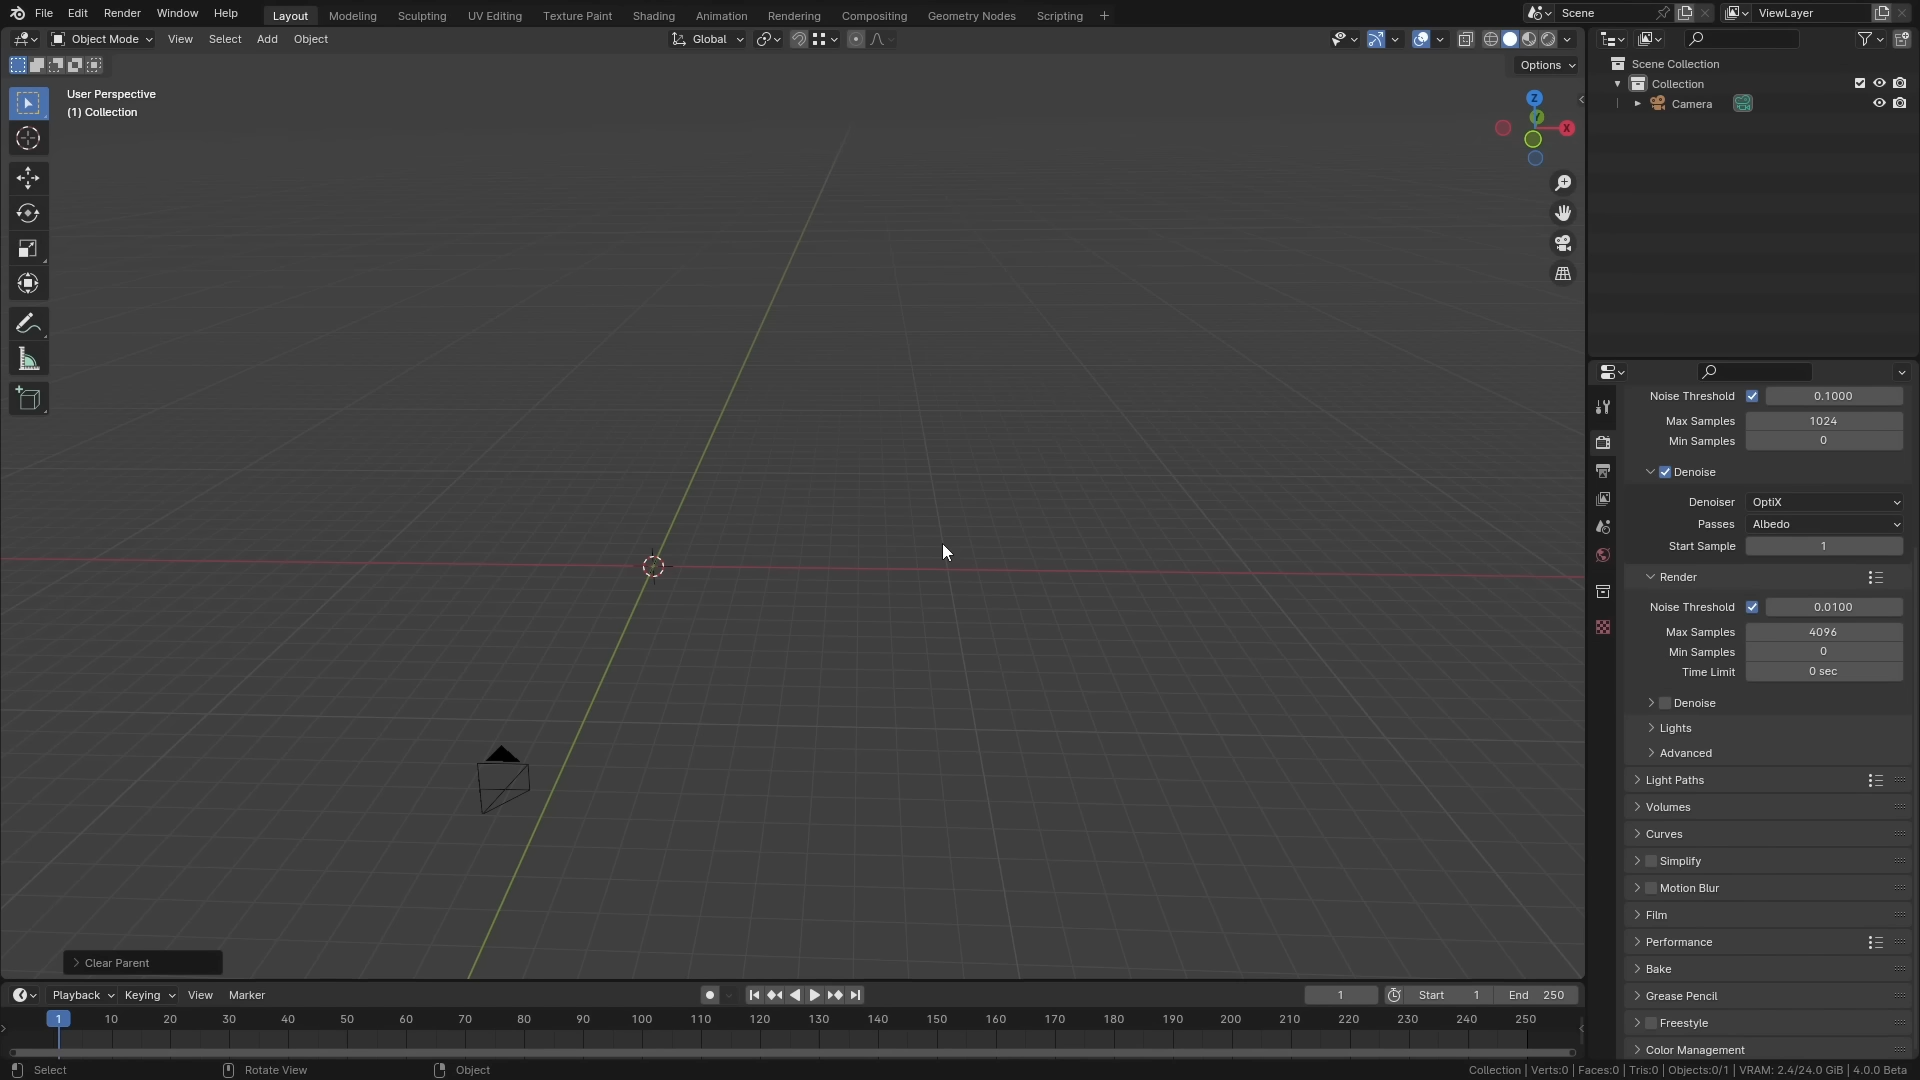 File Edit Render Window Help
Layout Modeling Sculpting UV Editing Texture Paint Shading Animation Rendering Compositing Geometry Nodes Scripting +
Scene
ViewLayer
Object Mode View Select Add Object
Global
Options
User Perspective
(1) Collection
Z
Y
X
Scene Collection
Collection
Camera
Noise Threshold 0.1000
Max Samples 1024
Min Samples 0
Denoise
Denoiser OptiX
Passes Albedo
Start Sample 1
Render
Noise Threshold 0.0100
Max Samples 4096
Min Samples 0
Time Limit 0 sec
Denoise
Lights
Advanced
Light Paths
Volumes
Curves
Simplify
Motion Blur
Film
Performance
Bake
Grease Pencil
Freestyle
Color Management
Clear Parent
Playback Keying View Marker
1 Start 1 End 250
1 10 20 30 40 50 60 70 80 90 100 110 120 130 140 150 160 170 180 190 200 210 220 230 240 250
Select Rotate View Object
Collection | Verts:0 | Faces:0 | Tris:0 | Objects:0/1 | VRAM: 2.4/24.0 GiB | 4.0.0 Beta